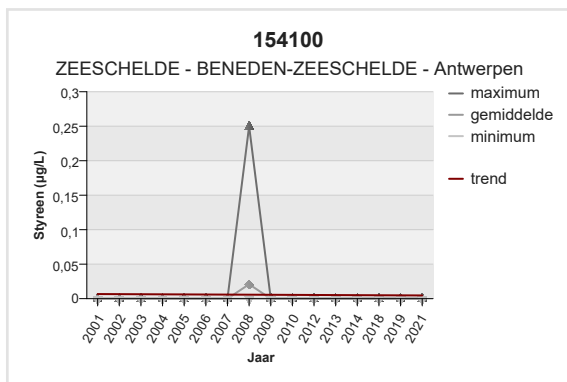 154100
ZEESCHELDE - BENEDEN-ZEESCHELDE - Antwerpen
0,3
0,25
0,2
0,15
0,1
0,05
0
Styreen (µg/L)
2001 2002 2003 2004 2005 2006 2007 2008 2009 2010 2012 2013 2014 2018 2019 2021
Jaar
maximum
gemiddelde
minimum
trend